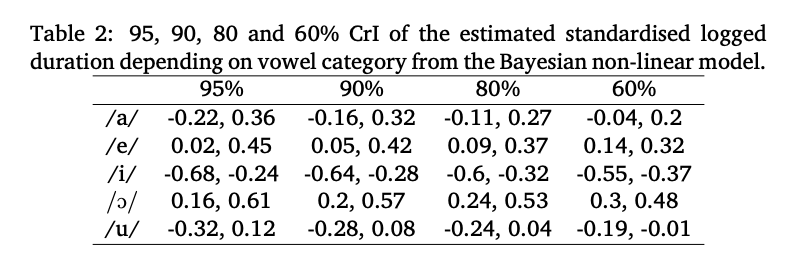 Table 2: 95, 90, 80 and 60% CrI of the estimated standardised logged
duration depending on vowel category from the Bayesian non-linear model.
95% 90% 80% 60%
/a/ -0.22, 0.36 -0.16, 0.32 -0.11, 0.27 -0.04, 0.2
/e/ 0.02, 0.45 0.05, 0.42 0.09, 0.37 0.14, 0.32
/i/ -0.68, -0.24 -0.64, -0.28 -0.6, -0.32 -0.55, -0.37
/ɔ/ 0.16, 0.61 0.2, 0.57 0.24, 0.53 0.3, 0.48
/u/ -0.32, 0.12 -0.28, 0.08 -0.24, 0.04 -0.19, -0.01